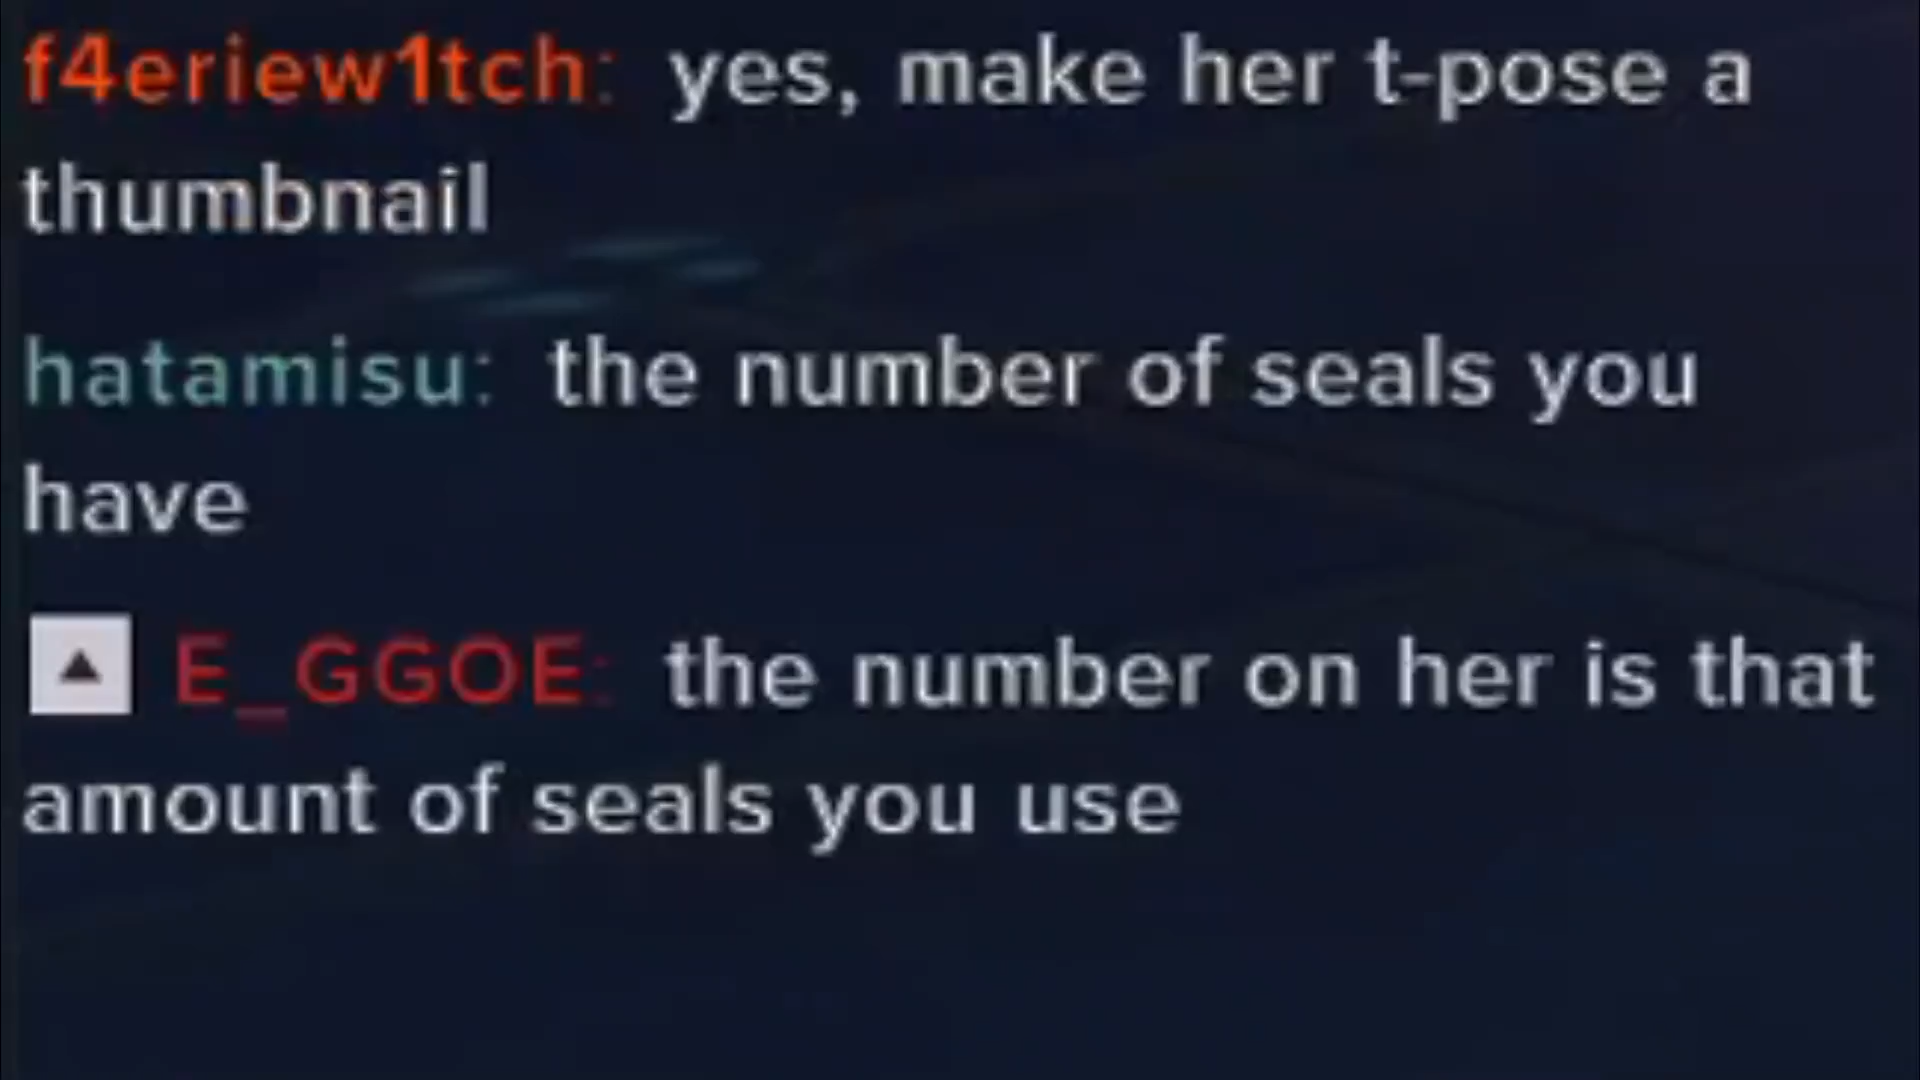 f4eriew1tch: yes, make her t-pose a
thumbnail
hatamisu: the number of seals you
have
E_GGOE: the number on her is that
amount of seals you use